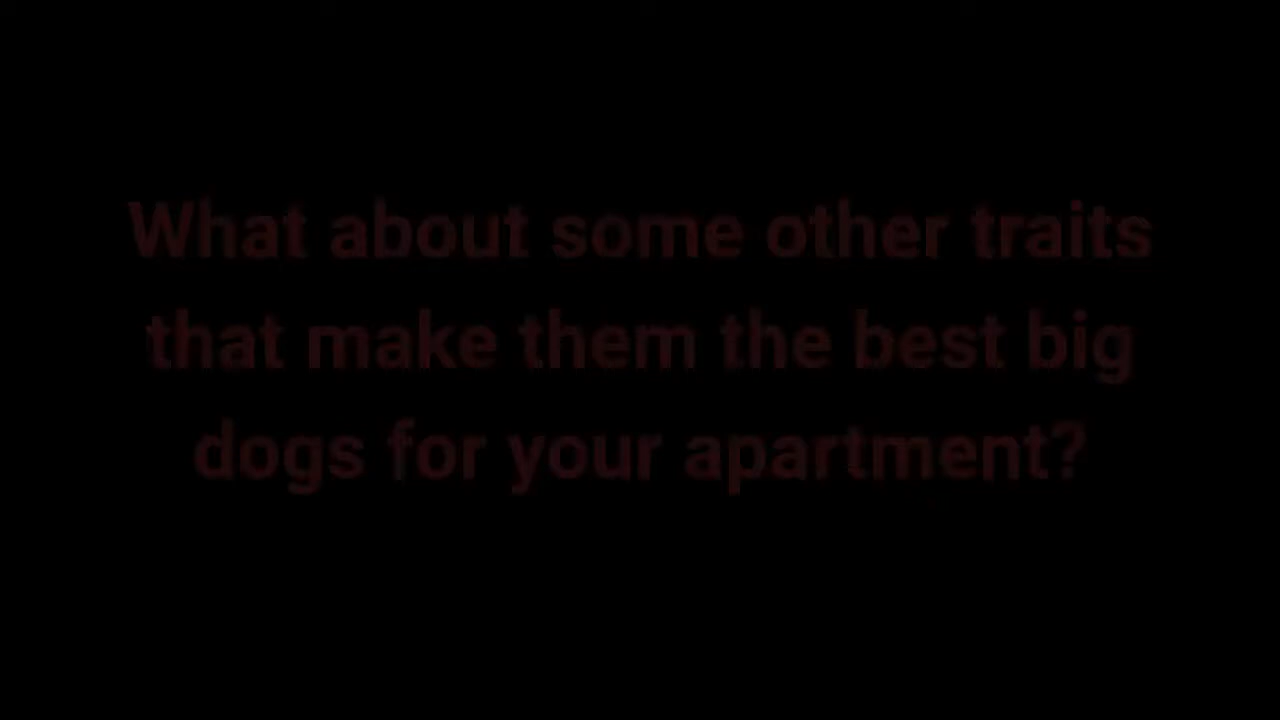 What about some other traits
that make them the best big
dogs for your apartment?